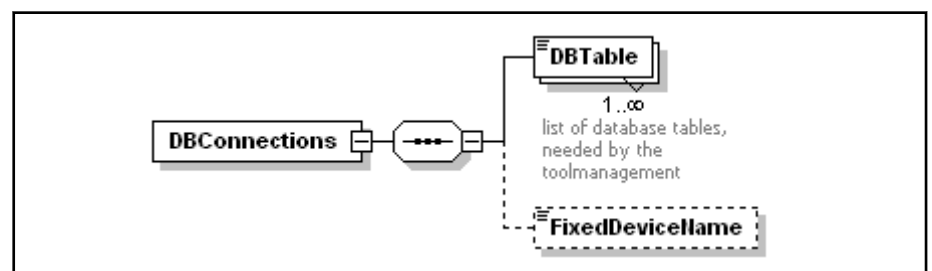 DBTable
1..∞
DBConnections
list of database tables,
needed by the
toolmanagement
FixedDeviceName